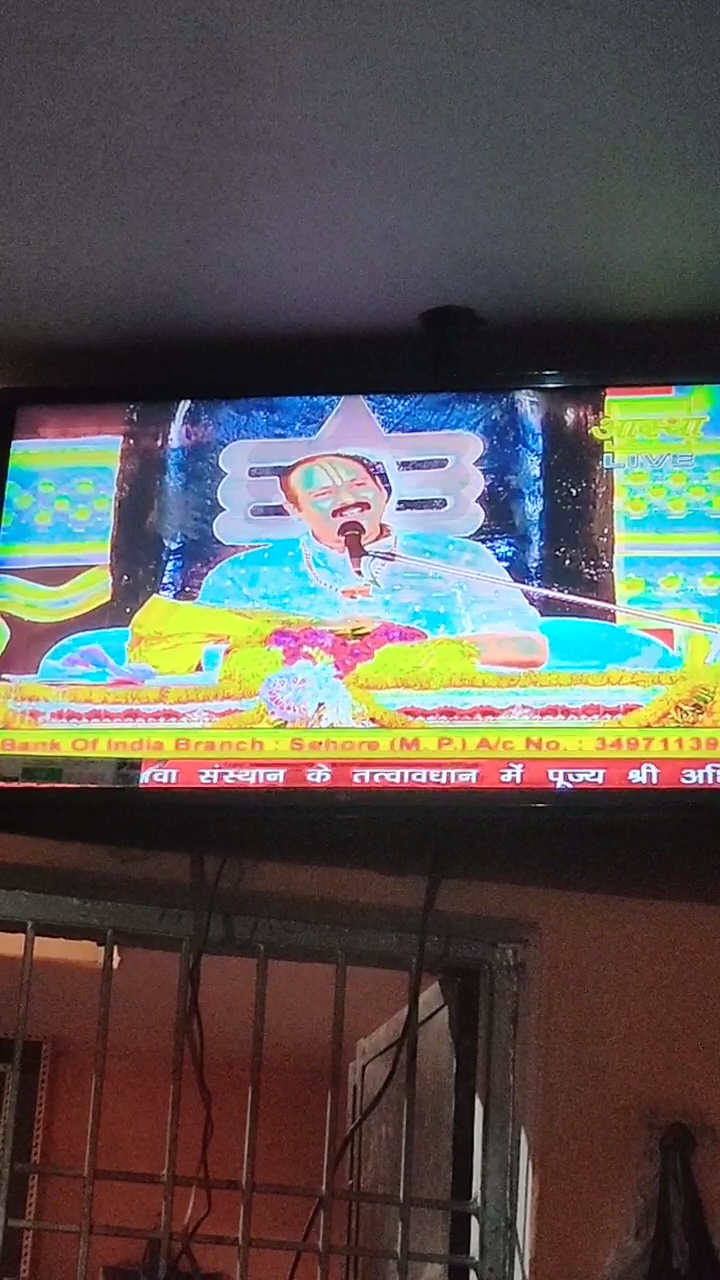 आस्था
LIVE
Bank Of India Branch : Sehore (M. P.) A/c No. : 34971139
वा संस्थान के तत्वावधान में पूज्य श्री